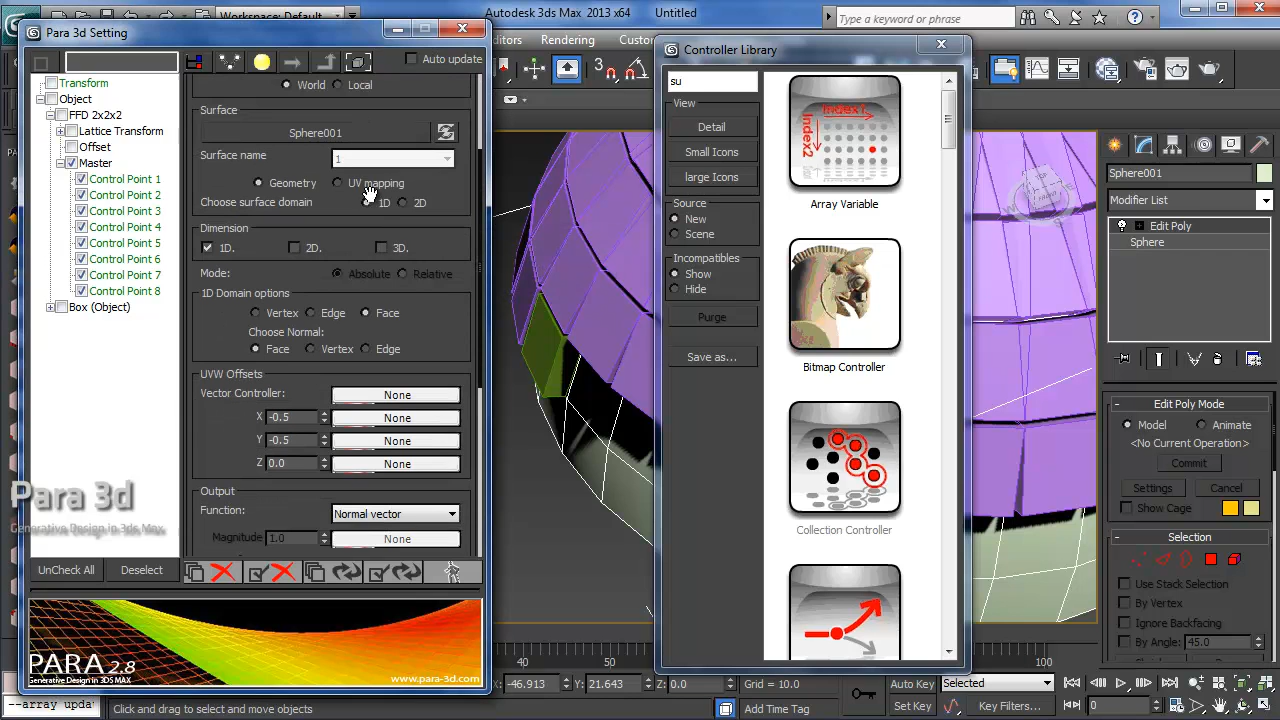 Workspace: Default
Autodesk 3ds Max 2013 x64
Untitled
Type a keyword or phrase
Para 3d Setting
Auto update
Transform
Object
FFD 2x2x2
Lattice Transform
Offset
Master
Control Point 1
Control Point 2
Control Point 3
Control Point 4
Control Point 5
Control Point 6
Control Point 7
Control Point 8
Box (Object)
World
Local
Surface
Sphere001
Surface name
1
Geometry
UV mapping
Choose surface domain
1D
2D
Dimension
1D.
2D.
3D.
Mode:
Absolute
Relative
1D Domain options
Vertex
Edge
Face
Choose Normal:
Face
Vertex
Edge
UVW Offsets
Vector Controller:
None
X
-0.5
None
Y
-0.5
None
Z
0.0
None
Output
Function:
Normal vector
Magnitude
1.0
None
UnCheck All
Deselect
Para 3d
Generative Design in 3ds Max
PARA 2.8
Generative Design in 3DS MAX
www.para-3d.com
Rendering
Controller Library
su
View
Detail
Small Icons
large Icons
Source
New
Scene
Incompatibles
Show
Hide
Purge
Save as...
Index1
Index2
Array Variable
Bitmap Controller
Collection Controller
Sphere001
Modifier List
Edit Poly
Sphere
Edit Poly Mode
Model
Animate
<No Current Operation>
Commit
Settings
Cancel
Show Cage
Selection
Use Stack Selection
By Vertex
Ignore Backfacing
By Angle:
45.0
40
50
100
X:
-46.913
Y:
21.643
Z:
0.0
Grid = 10.0
Auto Key
Selected
--array upda
Click and drag to select and move objects
Add Time Tag
Set Key
Key Filters...
0